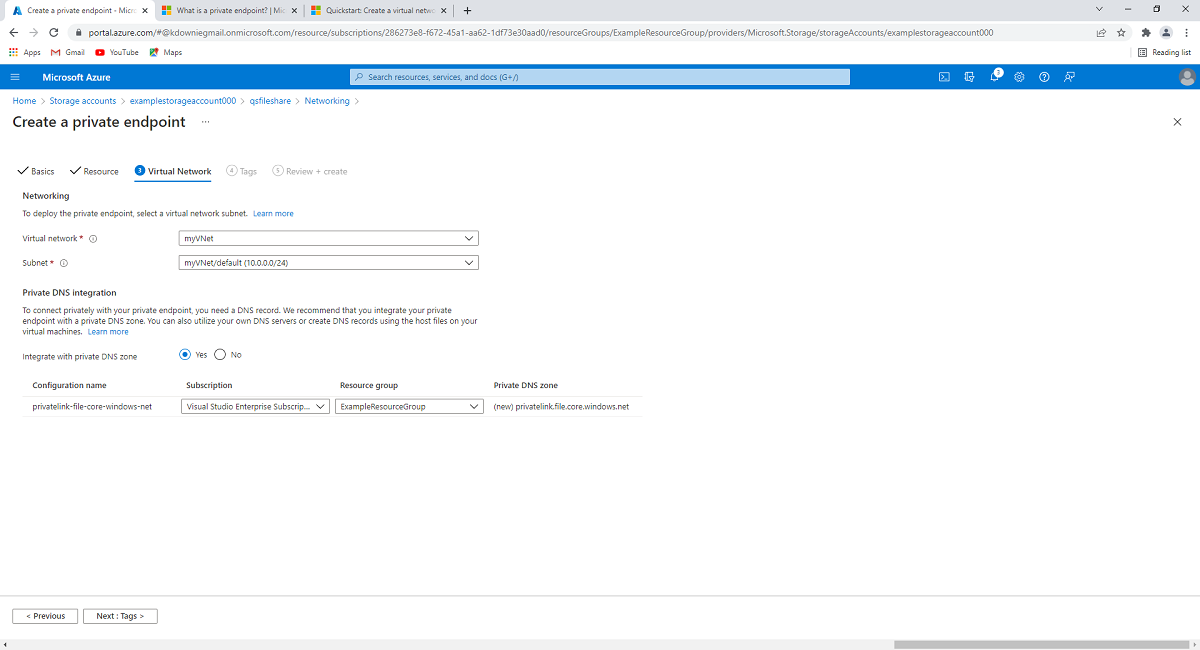 Create a private endpoint - Micro
What is a private endpoint? | Mic
Quickstart: Create a virtual netwo
portal.azure.com/#@kdowniegmail.onmicrosoft.com/resource/subscriptions/286273e8-f672-45a1-aa62-1df73e30aad0/resourceGroups/ExampleResourceGroup/providers/Microsoft.Storage/storageAccounts/examplestorageaccount000
Apps Gmail YouTube Maps Reading list
Microsoft Azure
Search resources, services, and docs (G+/)
3
Home > Storage accounts > examplestorageaccount000 > qsfileshare > Networking >
Create a private endpoint ...
Basics Resource 3 Virtual Network 4 Tags 5 Review + create
Networking
To deploy the private endpoint, select a virtual network subnet. Learn more
Virtual network * myVNet
Subnet * myVNet/default (10.0.0.0/24)
Private DNS integration
To connect privately with your private endpoint, you need a DNS record. We recommend that you integrate your private
endpoint with a private DNS zone. You can also utilize your own DNS servers or create DNS records using the host files on your
virtual machines. Learn more
Integrate with private DNS zone Yes No
Configuration name Subscription Resource group Private DNS zone
privatelink-file-core-windows-net Visual Studio Enterprise Subscrip... ExampleResourceGroup (new) privatelink.file.core.windows.net
< Previous Next : Tags >